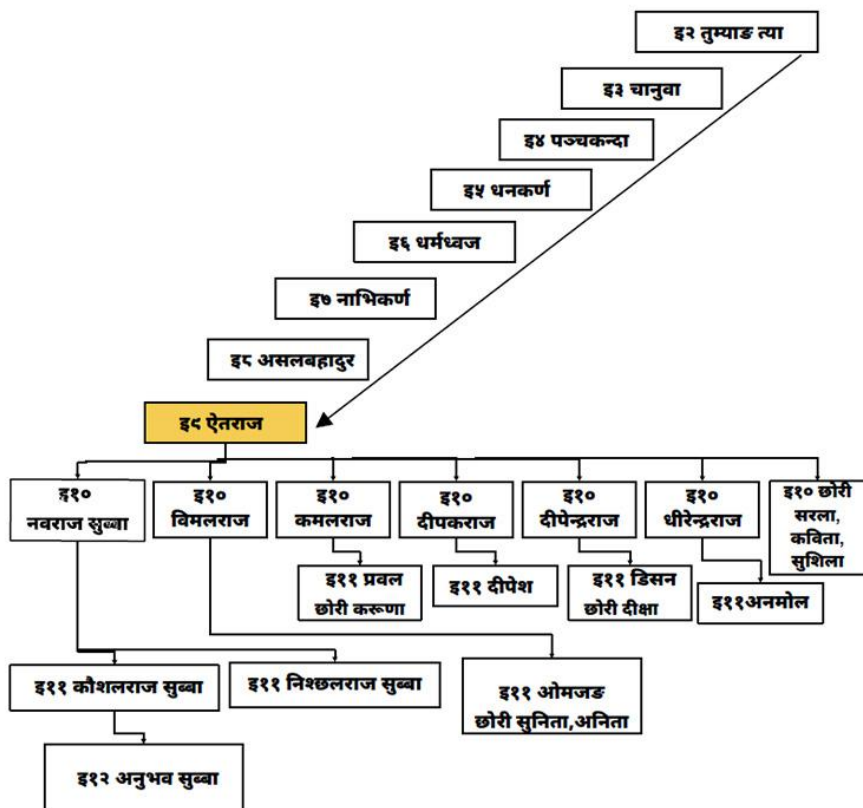 इ२ तुम्याङ त्या
इ३ चानुवा
इ४ पञ्चकन्दा
इ५ धनकर्ण
इ६ धर्मध्वज
इ७ नाभिकर्ण
इ८ असलबहादुर
इ९ ऐतराज
इ१०
नवराज सुब्बा
इ१०
विमलराज
इ१०
कमलराज
इ१०
दीपकराज
इ१०
दीपेन्द्रराज
इ१०
धीरेन्द्रराज
इ१० छोरी
सरला,
कविता,
सुशिला
इ११ प्रवल
छोरी करूणा
इ११ दीपेश
इ११ डिसन
छोरी दीक्षा
इ११अनमोल
इ११ कौशलराज सुब्बा
इ११ निश्छलराज सुब्बा
इ११ ओमजङ
छोरी सुनिता,अनिता
इ१२ अनुभव सुब्बा